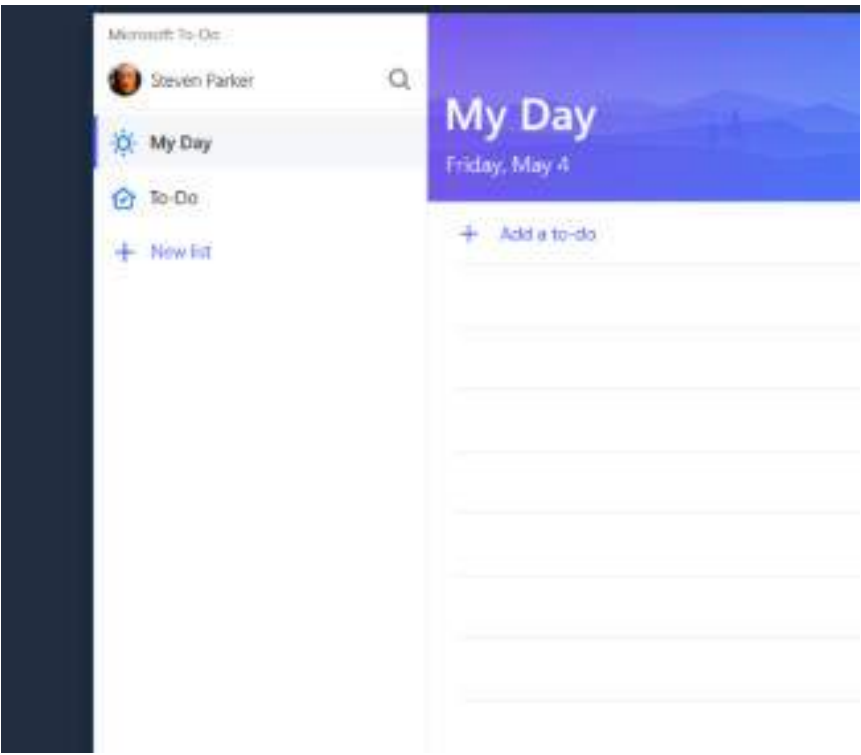 Microsoft To-Do
Steven Parker
My Day
To-Do
New list
My Day
Friday, May 4
Add a to-do